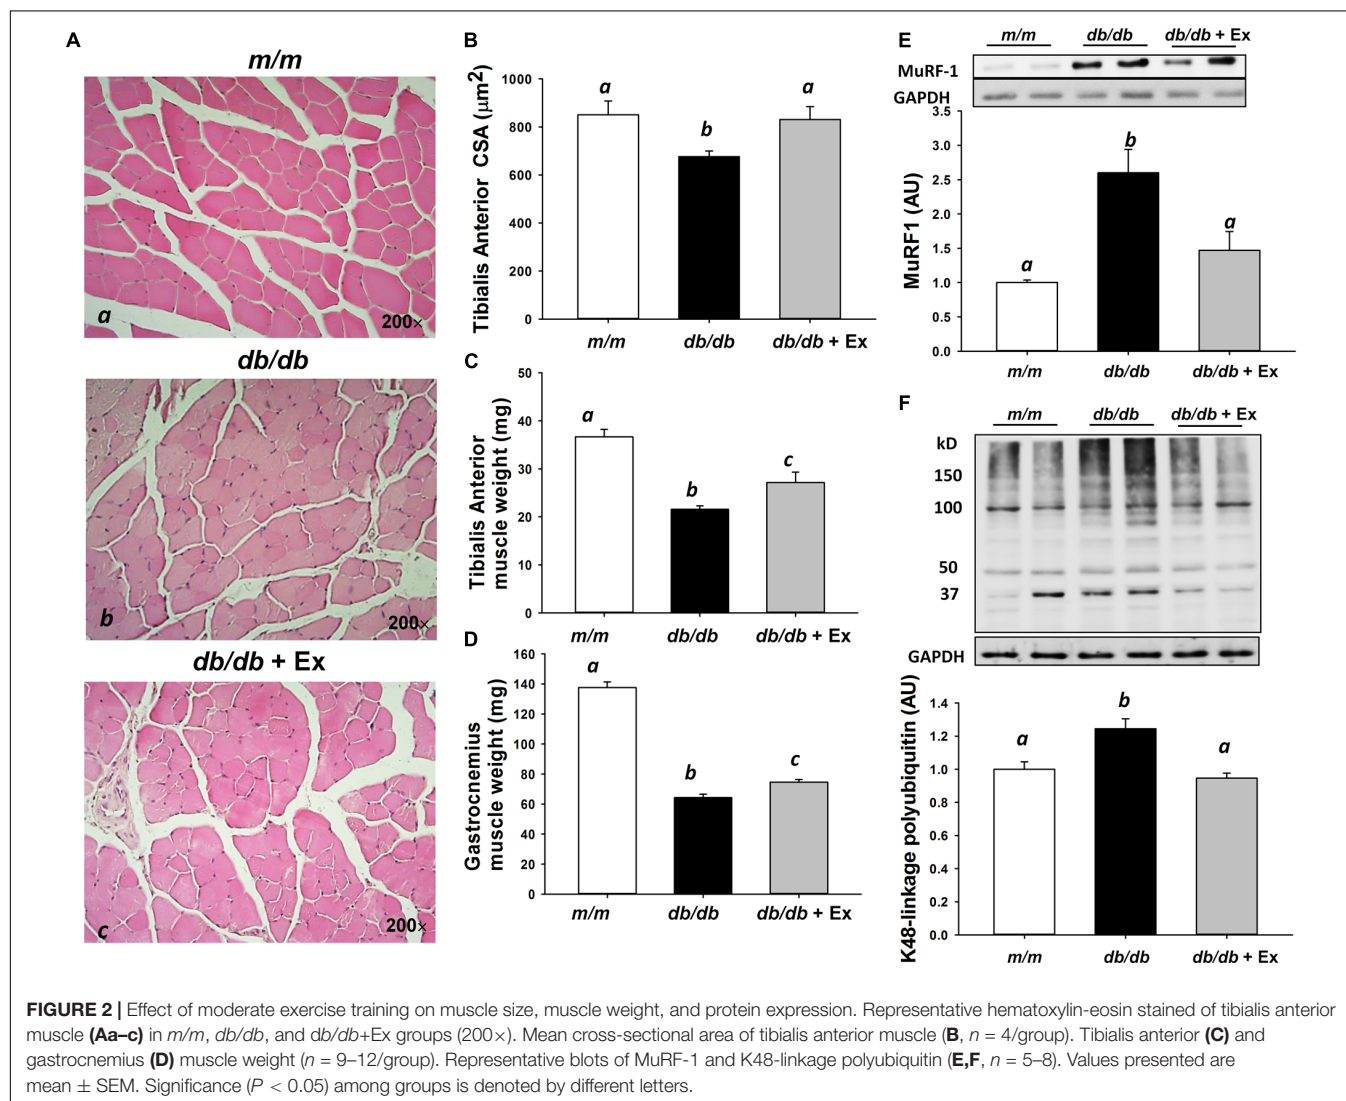 A
m/m
a
200×
db/db
b
200×
db/db + Ex
c
200×
B
Tibialis Anterior CSA (μm2)
1000
800
600
400
200
0
a
b
a
m/m
db/db
db/db + Ex
C
Tibialis Anterior
muscle weight (mg)
50
40
30
20
10
0
a
b
c
m/m
db/db
db/db + Ex
D
Gastrocnemius
muscle weight (mg)
160
140
120
100
80
60
40
20
0
a
b
c
m/m
db/db
db/db + Ex
E
m/m
db/db
db/db + Ex
MuRF-1
GAPDH
MuRF1 (AU)
3.5
3.0
2.5
2.0
1.5
1.0
0.5
0.0
a
b
a
m/m
db/db
db/db + Ex
F
m/m
db/db
db/db + Ex
kD
150
100
50
37
GAPDH
K48-linkage polyubiquitin (AU)
1.4
1.2
1.0
0.8
0.6
0.4
0.2
0.0
a
b
a
m/m
db/db
db/db + Ex
FIGURE 2 | Effect of moderate exercise training on muscle size, muscle weight, and protein expression. Representative hematoxylin-eosin stained of tibialis anterior
muscle (Aa–c) in m/m, db/db, and db/db+Ex groups (200×). Mean cross-sectional area of tibialis anterior muscle (B, n = 4/group). Tibialis anterior (C) and
gastrocnemius (D) muscle weight (n = 9–12/group). Representative blots of MuRF-1 and K48-linkage polyubiquitin (E,F, n = 5–8). Values presented are
mean ± SEM. Significance (P < 0.05) among groups is denoted by different letters.